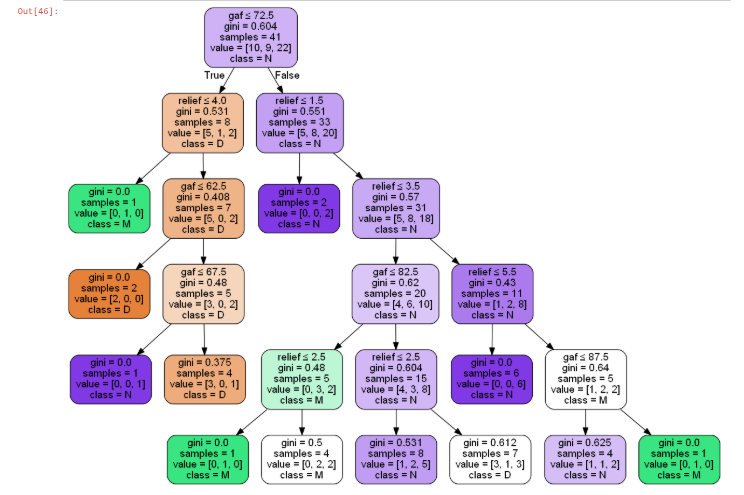 Out[46]:
gaf ≤ 72.5
gini = 0.604
samples = 41
value = [10, 9, 22]
class = N
True
False
relief ≤ 4.0
gini = 0.531
samples = 8
value = [5, 1, 2]
class = D
relief ≤ 1.5
gini = 0.551
samples = 33
value = [5, 8, 20]
class = N
gini = 0.0
samples = 1
value = [0, 1, 0]
class = M
gaf ≤ 62.5
gini = 0.408
samples = 7
value = [5, 0, 2]
class = D
gini = 0.0
samples = 2
value = [0, 0, 2]
class = N
relief ≤ 3.5
gini = 0.57
samples = 31
value = [5, 8, 18]
class = N
gini = 0.0
samples = 2
value = [2, 0, 0]
class = D
gaf ≤ 67.5
gini = 0.48
samples = 5
value = [3, 0, 2]
class = D
gaf ≤ 82.5
gini = 0.62
samples = 20
value = [4, 6, 10]
class = N
relief ≤ 5.5
gini = 0.43
samples = 11
value = [1, 2, 8]
class = N
gini = 0.0
samples = 1
value = [0, 0, 1]
class = N
gini = 0.375
samples = 4
value = [3, 0, 1]
class = D
relief ≤ 2.5
gini = 0.48
samples = 5
value = [0, 3, 2]
class = M
relief ≤ 2.5
gini = 0.604
samples = 15
value = [4, 3, 8]
class = N
gini = 0.0
samples = 6
value = [0, 0, 6]
class = N
gaf ≤ 87.5
gini = 0.64
samples = 5
value = [1, 2, 2]
class = M
gini = 0.0
samples = 1
value = [0, 1, 0]
class = M
gini = 0.5
samples = 4
value = [0, 2, 2]
class = M
gini = 0.531
samples = 8
value = [1, 2, 5]
class = N
gini = 0.612
samples = 7
value = [3, 1, 3]
class = D
gini = 0.625
samples = 4
value = [1, 1, 2]
class = N
gini = 0.0
samples = 1
value = [0, 1, 0]
class = M